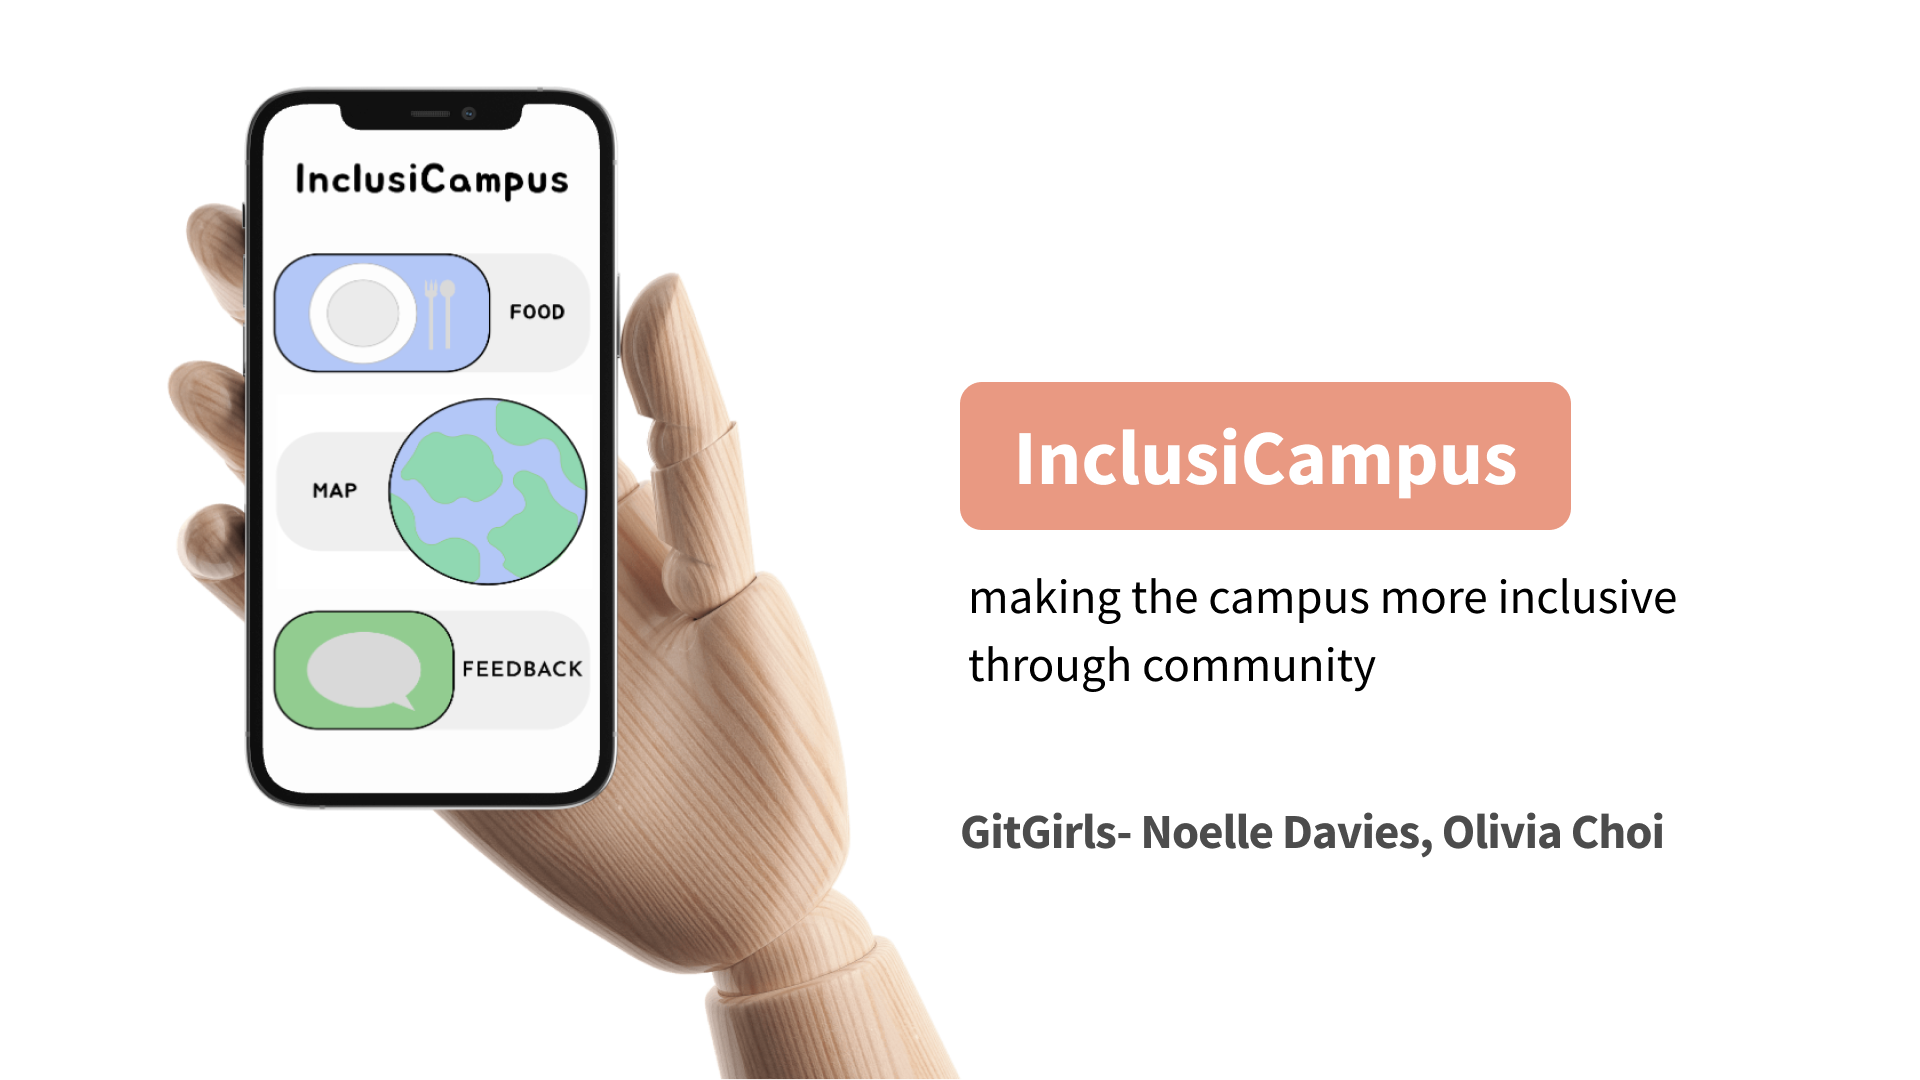 InclusiCampus
FOOD
MAP
FEEDBACK
InclusiCampus
making the campus more inclusive
through community
GitGirls- Noelle Davies, Olivia Choi